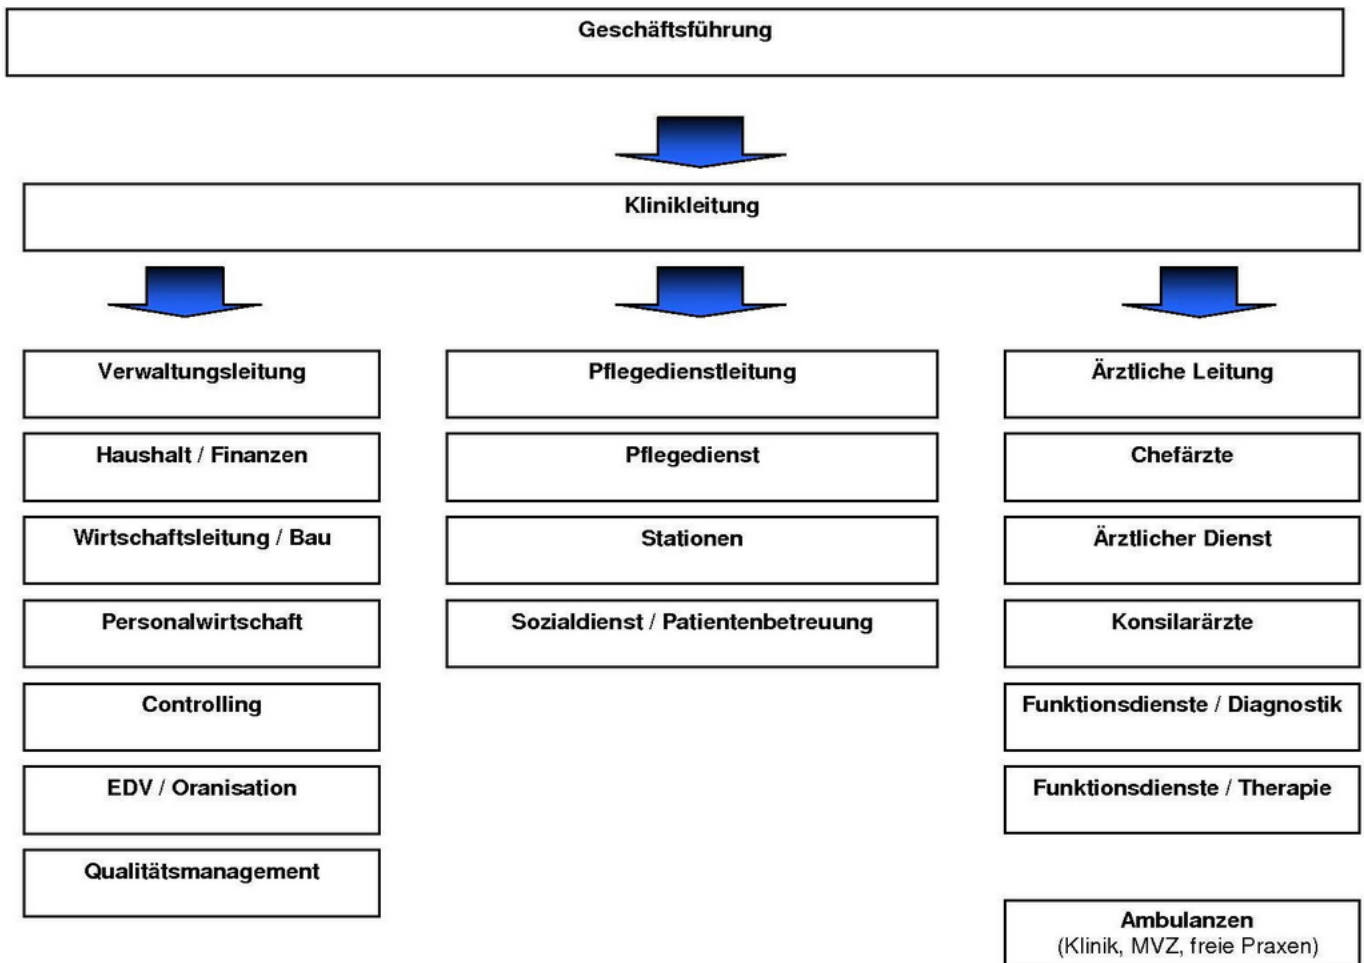 Geschäftsführung
Klinikleitung
Verwaltungsleitung
Haushalt / Finanzen
Wirtschaftsleitung / Bau
Personalwirtschaft
Controlling
EDV / Oranisation
Qualitätsmanagement
Pflegedienstleitung
Pflegedienst
Stationen
Sozialdienst / Patientenbetreuung
Ärztliche Leitung
Chefärzte
Ärztlicher Dienst
Konsilarärzte
Funktionsdienste / Diagnostik
Funktionsdienste / Therapie
Ambulanzen
(Klinik, MVZ, freie Praxen)